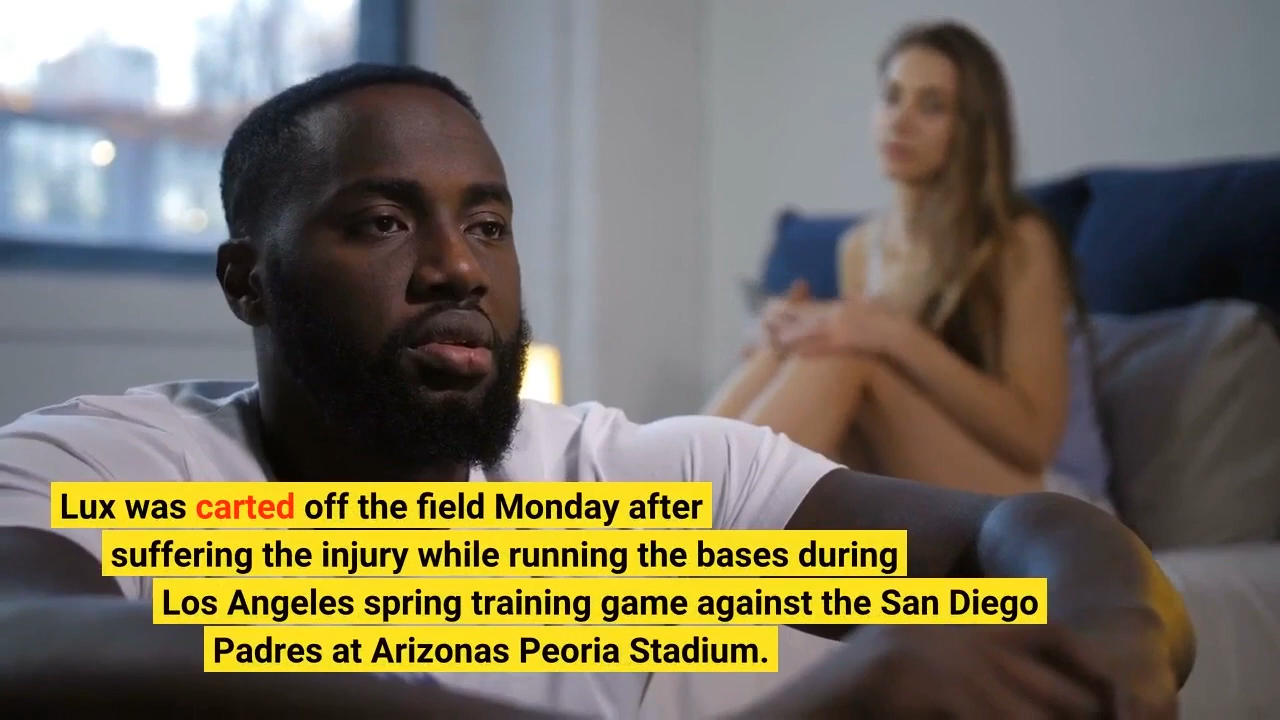 Lux was carted off the field Monday after
suffering the injury while running the bases during
Los Angeles spring training game against the San Diego
Padres at Arizonas Peoria Stadium.